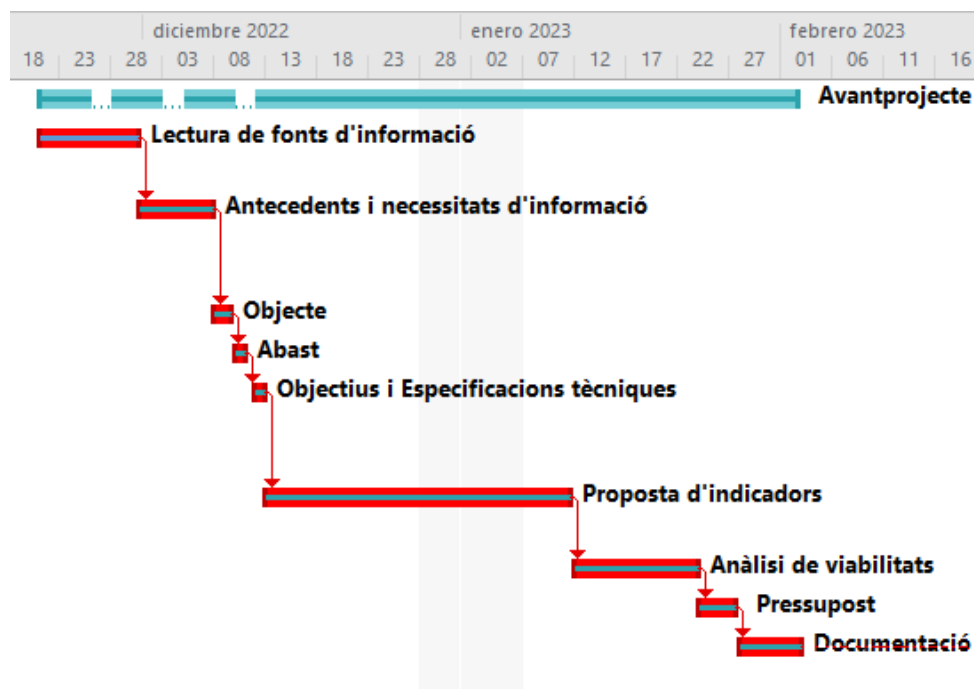 diciembre 2022 enero 2023 febrero 2023
18 23 28 03 08 13 18 23 28 02 07 12 17 22 27 01 06 11 16
Avantprojecte
Lectura de fonts d'informació
Antecedents i necessitats d'informació
Objecte
Abast
Objectius i Especificacions tècniques
Proposta d'indicadors
Anàlisi de viabilitats
Pressupost
Documentació